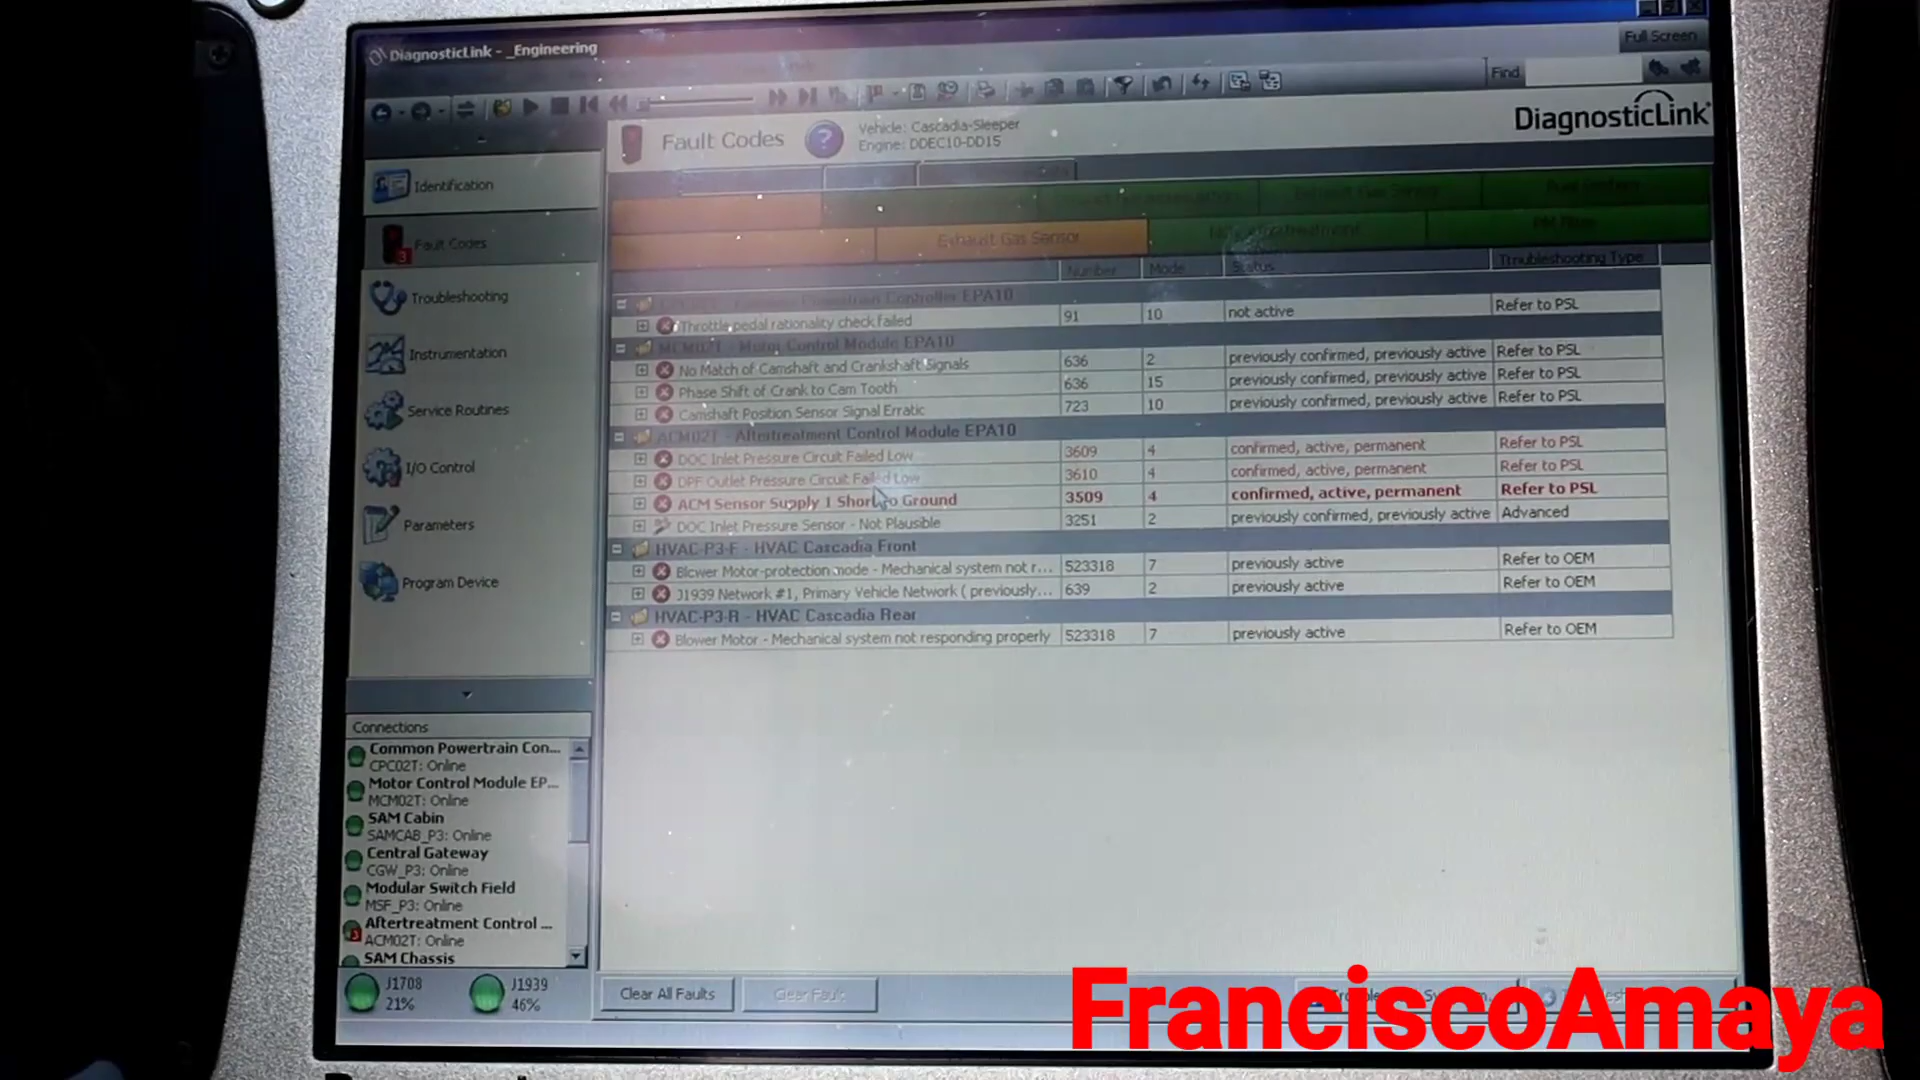 DiagnosticLink - _Engineering
Full Screen
Find
DiagnosticLink
Fault Codes
?
Vehicle: Cascadia-Sleeper
Engine: DDEC10-DD15
Identification
Fault Codes
3
Troubleshooting
Instrumentation
Service Routines
I/O Control
Parameters
Program Device
Exhaust Gas Sensor
Number Mode Status Troubleshooting Type
Powertrain Controller EPA10
Throttle pedal rationality check failed 91 10 not active Refer to PSL
MCM02T - Motor Control Module EPA10
No Match of Camshaft and Crankshaft Signals 636 2 previously confirmed, previously active Refer to PSL
Phase Shift of Crank to Cam Tooth 636 15 previously confirmed, previously active Refer to PSL
Camshaft Position Sensor Signal Erratic 723 10 previously confirmed, previously active Refer to PSL
ACM02T - Aftertreatment Control Module EPA10
DOC Inlet Pressure Circuit Failed Low 3609 4 confirmed, active, permanent Refer to PSL
DPF Outlet Pressure Circuit Failed Low 3610 4 confirmed, active, permanent Refer to PSL
ACM Sensor Supply 1 Short to Ground 3509 4 confirmed, active, permanent Refer to PSL
DOC Inlet Pressure Sensor - Not Plausible 3251 2 previously confirmed, previously active Advanced
HVAC-P3-F - HVAC Cascadia Front
Blower Motor-protection mode - Mechanical system not r... 523318 7 previously active Refer to OEM
J1939 Network #1, Primary Vehicle Network ( previously... 639 2 previously active Refer to OEM
HVAC-P3-R - HVAC Cascadia Rear
Blower Motor - Mechanical system not responding properly 523318 7 previously active Refer to OEM
Connections
Common Powertrain Con...
CPC02T: Online
Motor Control Module EP...
MCM02T: Online
SAM Cabin
SAMCAB_P3: Online
Central Gateway
CGW_P3: Online
Modular Switch Field
MSF_P3: Online
Aftertreatment Control ...
ACM02T: Online
SAM Chassis
J1708
21%
J1939
46%
Clear All Faults
Clear Fault
FranciscoAmaya